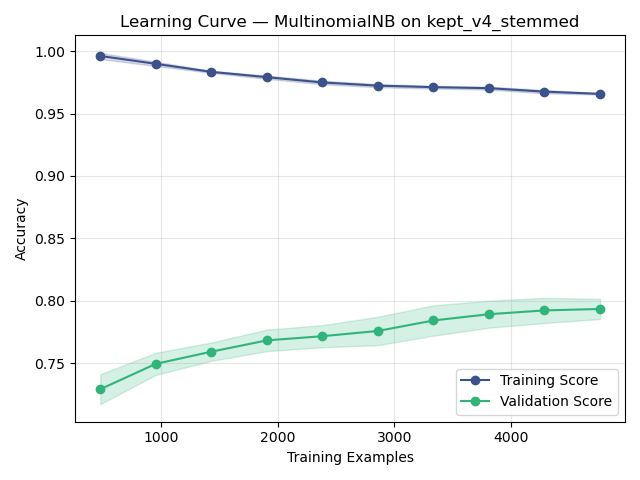 Learning Curve — MultinomialNB on kept_v4_stemmed
1.00
0.95
0.90
0.85
0.80
0.75
Accuracy
1000 2000 3000 4000
Training Examples
Training Score
Validation Score